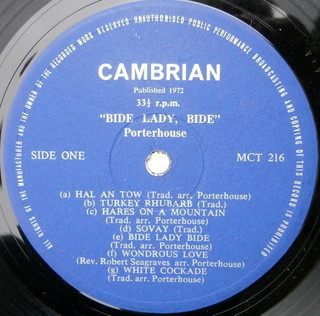 ALL RIGHTS OF THE MANUFACTURER AND THE OWNER OF THE RECORDED WORK RESERVED UNAUTHORISED PUBLIC PERFORMANCE BROADCASTING AND COPYING OF THIS RECORD IS PROHIBITED
CAMBRIAN
Published 1972
33⅓ r.p.m.
"BIDE LADY, BIDE"
Porterhouse
SIDE ONE MCT 216
(a) HAL AN TOW (Trad. arr. Porterhouse)
(b) TURKEY RHUBARB (Trad.)
(c) HARES ON A MOUNTAIN
(Trad. arr. Porterhouse)
(d) SOVAY (Trad.)
(e) BIDE LADY BIDE
(Trad. arr. Porterhouse)
(f) WONDROUS LOVE
(Rev. Robert Seagraves arr. Porterhouse)
(g) WHITE COCKADE
(Trad. arr. Porterhouse)